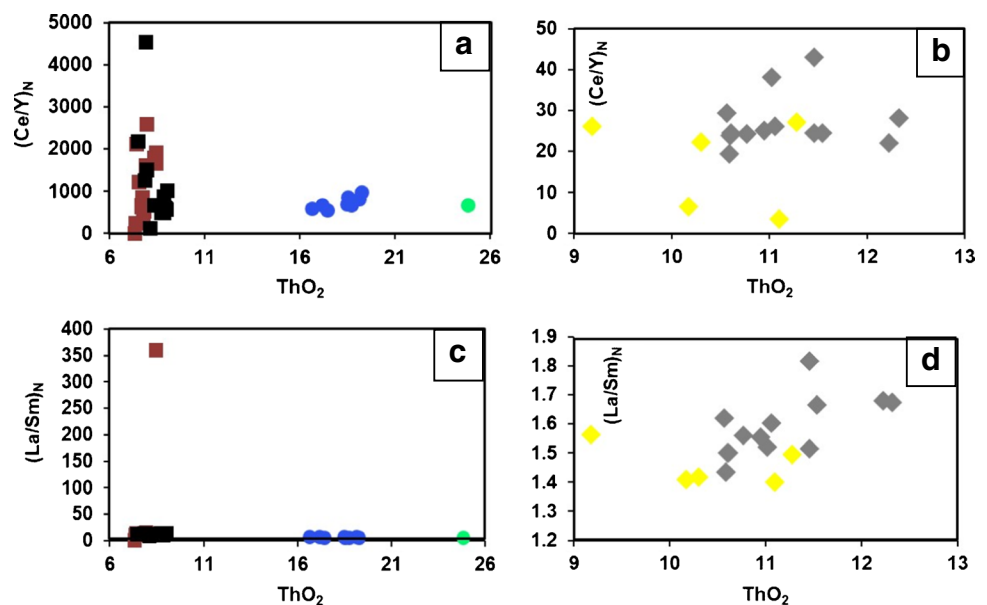 a
(Ce/Y)N
5000
4000
3000
2000
1000
0
6 11 16 21 26
ThO2
b
(Ce/Y)N
50
40
30
20
10
0
9 10 11 12 13
ThO2
c
(La/Sm)N
400
350
300
250
200
150
100
50
0
6 11 16 21 26
ThO2
d
(La/Sm)N
1.9
1.8
1.7
1.6
1.5
1.4
1.3
1.2
9 10 11 12 13
ThO2